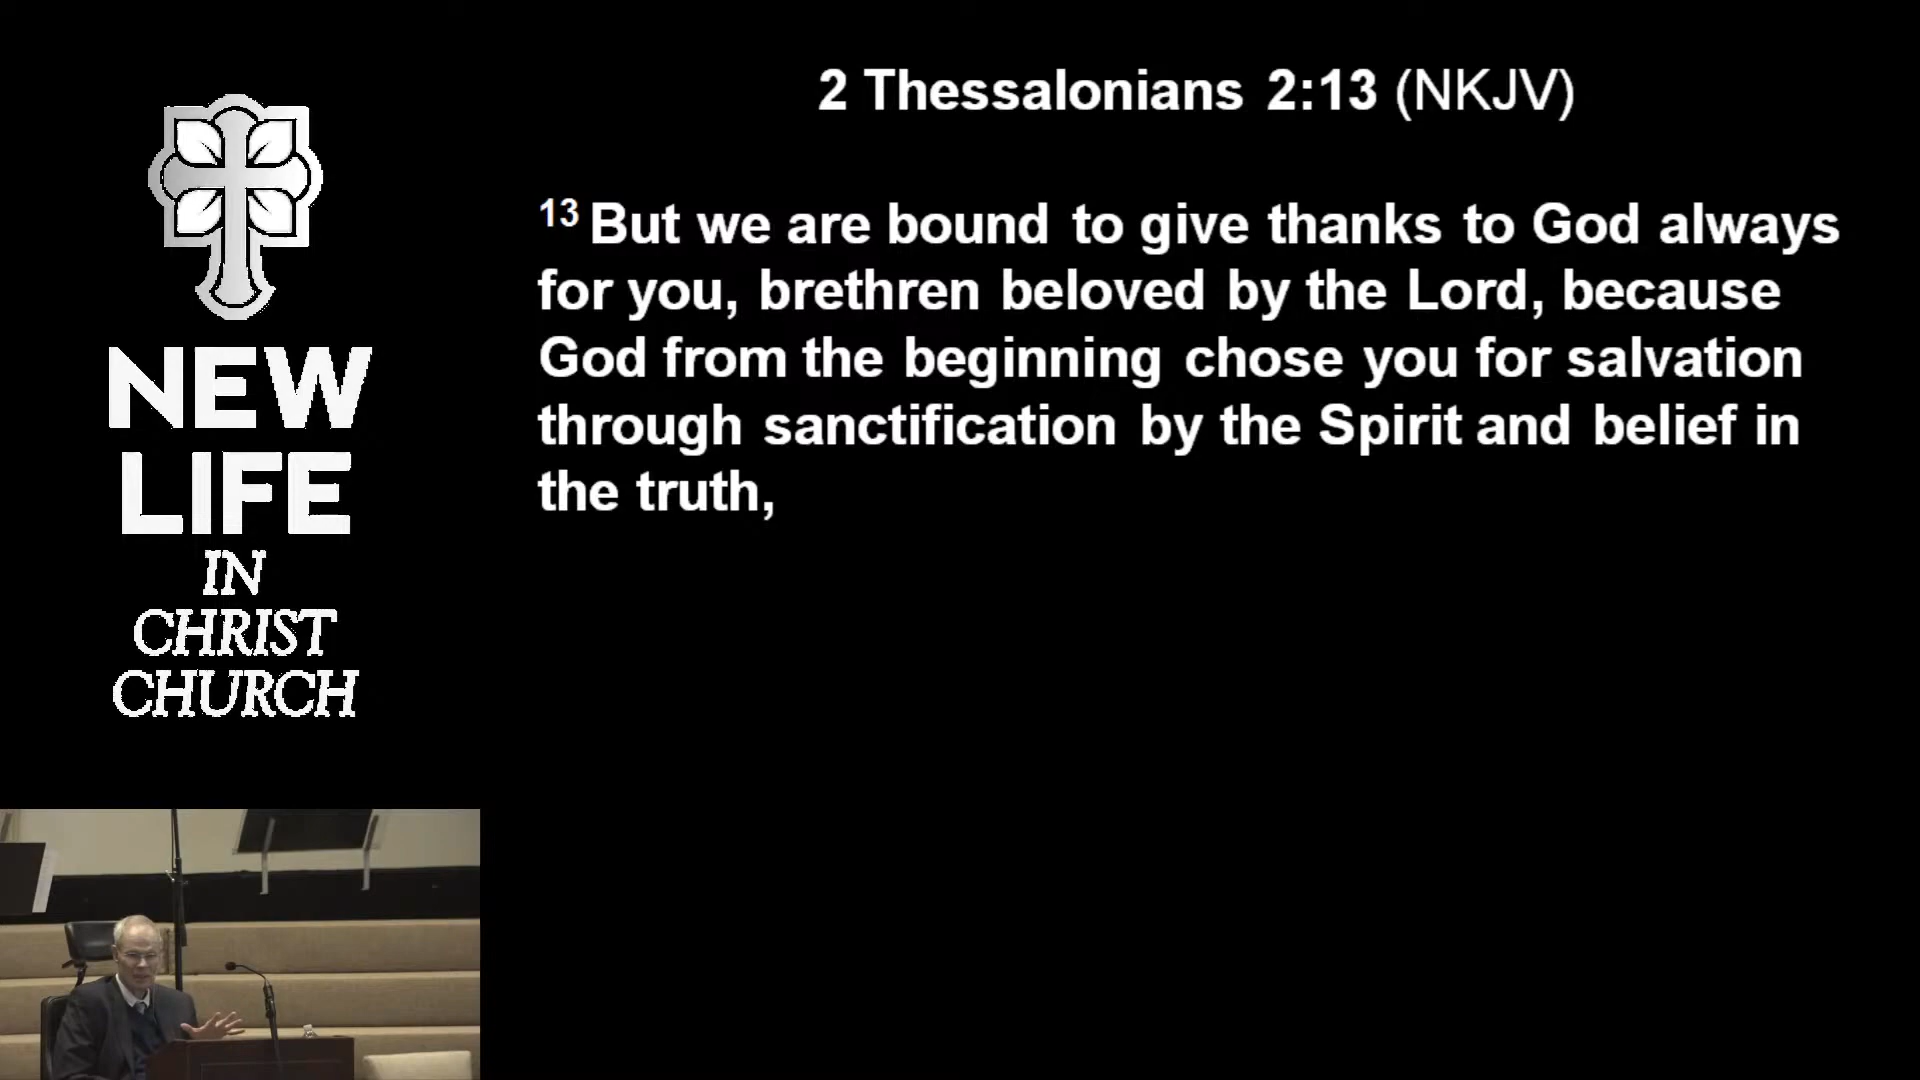 2 Thessalonians 2:13 (NKJV)
13 But we are bound to give thanks to God always
for you, brethren beloved by the Lord, because
God from the beginning chose you for salvation
through sanctification by the Spirit and belief in
the truth,
NEW
LIFE
IN
CHRIST
CHURCH